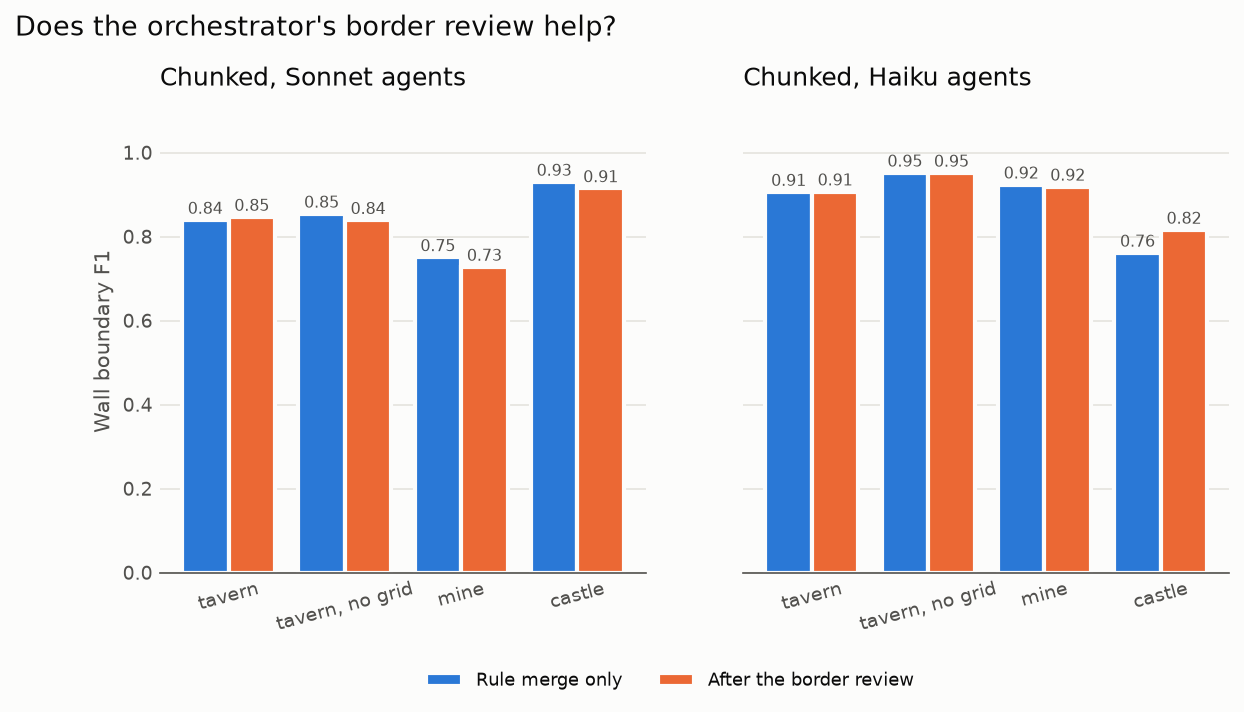 Does the orchestrator's border review help?
Chunked, Sonnet agents
Chunked, Haiku agents
Wall boundary F1
1.0
0.8
0.6
0.4
0.2
0.0
0.84 0.85 0.85 0.84 0.75 0.73 0.93 0.91
0.91 0.91 0.95 0.95 0.92 0.92 0.76 0.82
tavern tavern, no grid mine castle
tavern tavern, no grid mine castle
Rule merge only After the border review